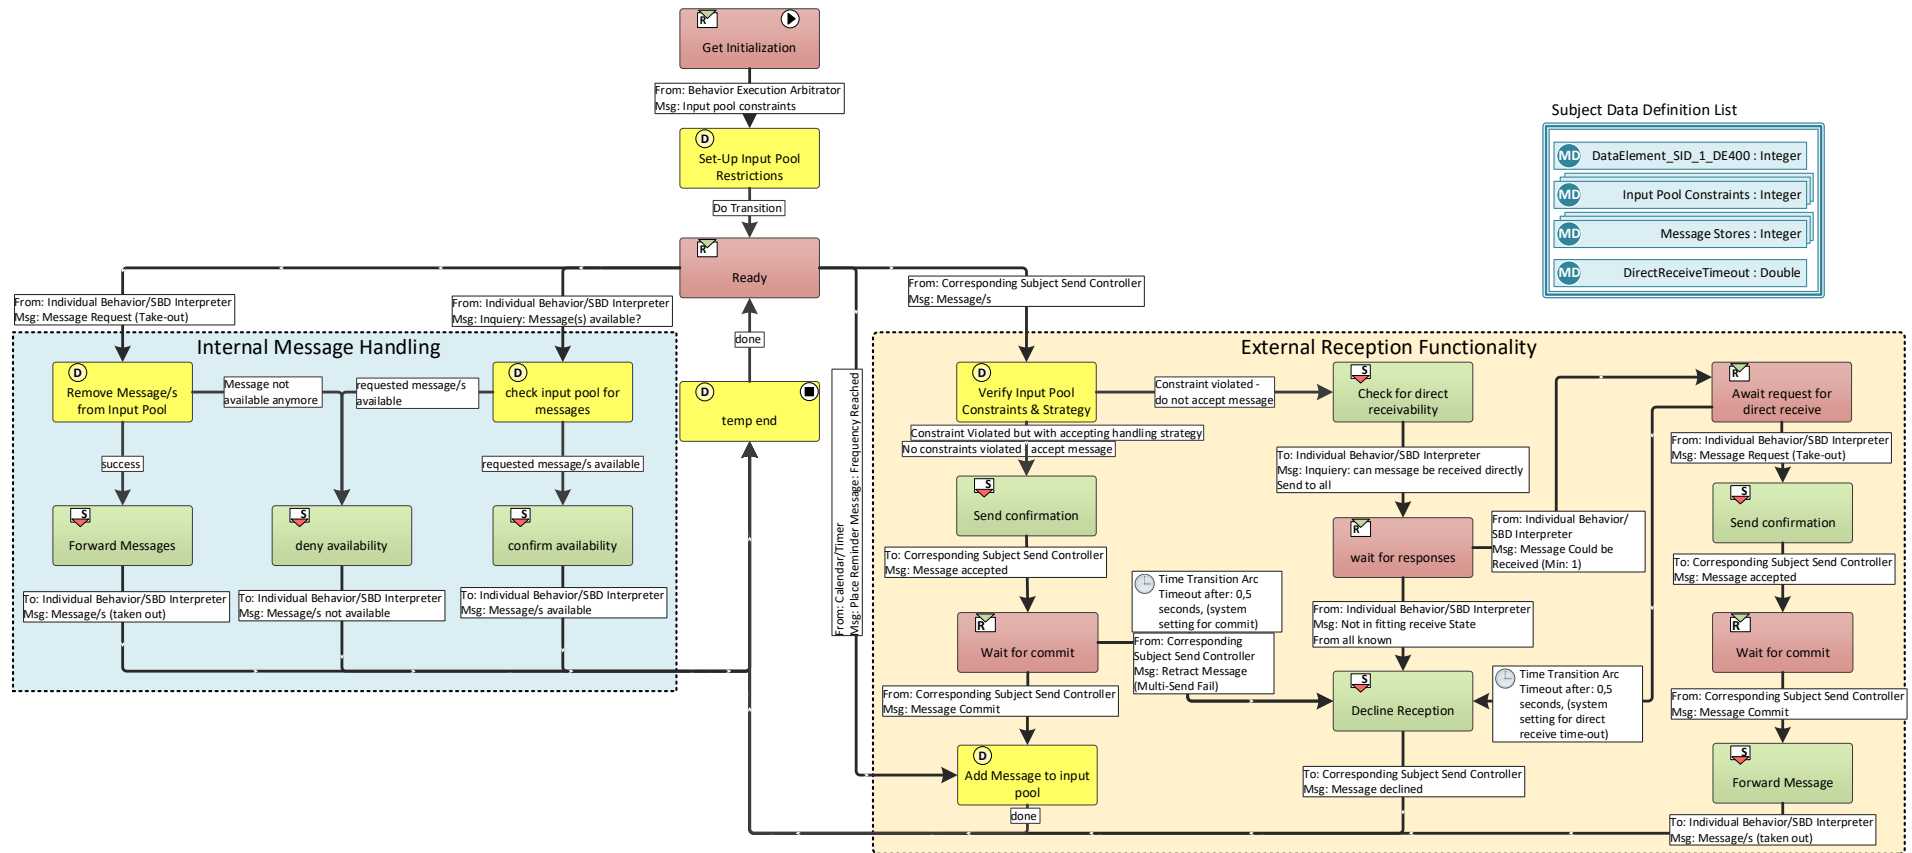 R
Get Initialization
From: Behavior Execution Arbitrator
Msg: Input pool constraints
D
Set-Up Input Pool
Restrictions
Do Transition
R
Ready
Subject Data Definition List
MD DataElement_SID_1_DE400 : Integer
MD Input Pool Constraints : Integer
MD Message Stores : Integer
MD DirectReceiveTimeout : Double
From: Individual Behavior/SBD Interpreter
Msg: Message Request (Take-out)
From: Individual Behavior/SBD Interpreter
Msg: Inquiery: Message(s) available?
From: Corresponding Subject Send Controller
Msg: Message/s
done
D
temp end
From: Calendar/Timer
Msg: Place Reminder Message: Frequency Reached
Internal Message Handling
D
Remove Message/s
from Input Pool
Message not
available anymore
requested message/s
available
D
check input pool for
messages
success
requested message/s available
S
Forward Messages
S
deny availability
S
confirm availability
To: Individual Behavior/SBD Interpreter
Msg: Message/s (taken out)
To: Individual Behavior/SBD Interpreter
Msg: Message/s not available
To: Individual Behavior/SBD Interpreter
Msg: Message/s available
External Reception Functionality
D
Verify Input Pool
Constraints & Strategy
Constraint violated -
do not accept message
S
Check for direct
receivability
R
Await request for
direct receive
Constraint Violated but with accepting handling strategy
No constraints violated accept message
S
Send confirmation
To: Corresponding Subject Send Controller
Msg: Message accepted
R
Wait for commit
From: Corresponding Subject Send Controller
Msg: Message Commit
D
Add Message to input
pool
done
To: Individual Behavior/SBD Interpreter
Msg: Inquiery: can message be received directly
Send to all
R
wait for responses
From: Individual Behavior/
SBD Interpreter
Msg: Message Could be
Received (Min: 1)
Time Transition Arc
Timeout after: 0,5
seconds, (system
setting for commit)
From: Corresponding
Subject Send Controller
Msg: Retract Message
(Multi-Send Fail)
From: Individual Behavior/SBD Interpreter
Msg: Not in fitting receive State
From all known
S
Decline Reception
Time Transition Arc
Timeout after: 0,5
seconds, (system
setting for direct
receive time-out)
To: Corresponding Subject Send Controller
Msg: Message declined
From: Individual Behavior/SBD Interpreter
Msg: Message Request (Take-out)
S
Send confirmation
To: Corresponding Subject Send Controller
Msg: Message accepted
R
Wait for commit
From: Corresponding Subject Send Controller
Msg: Message Commit
S
Forward Message
To: Individual Behavior/SBD Interpreter
Msg: Message/s (taken out)